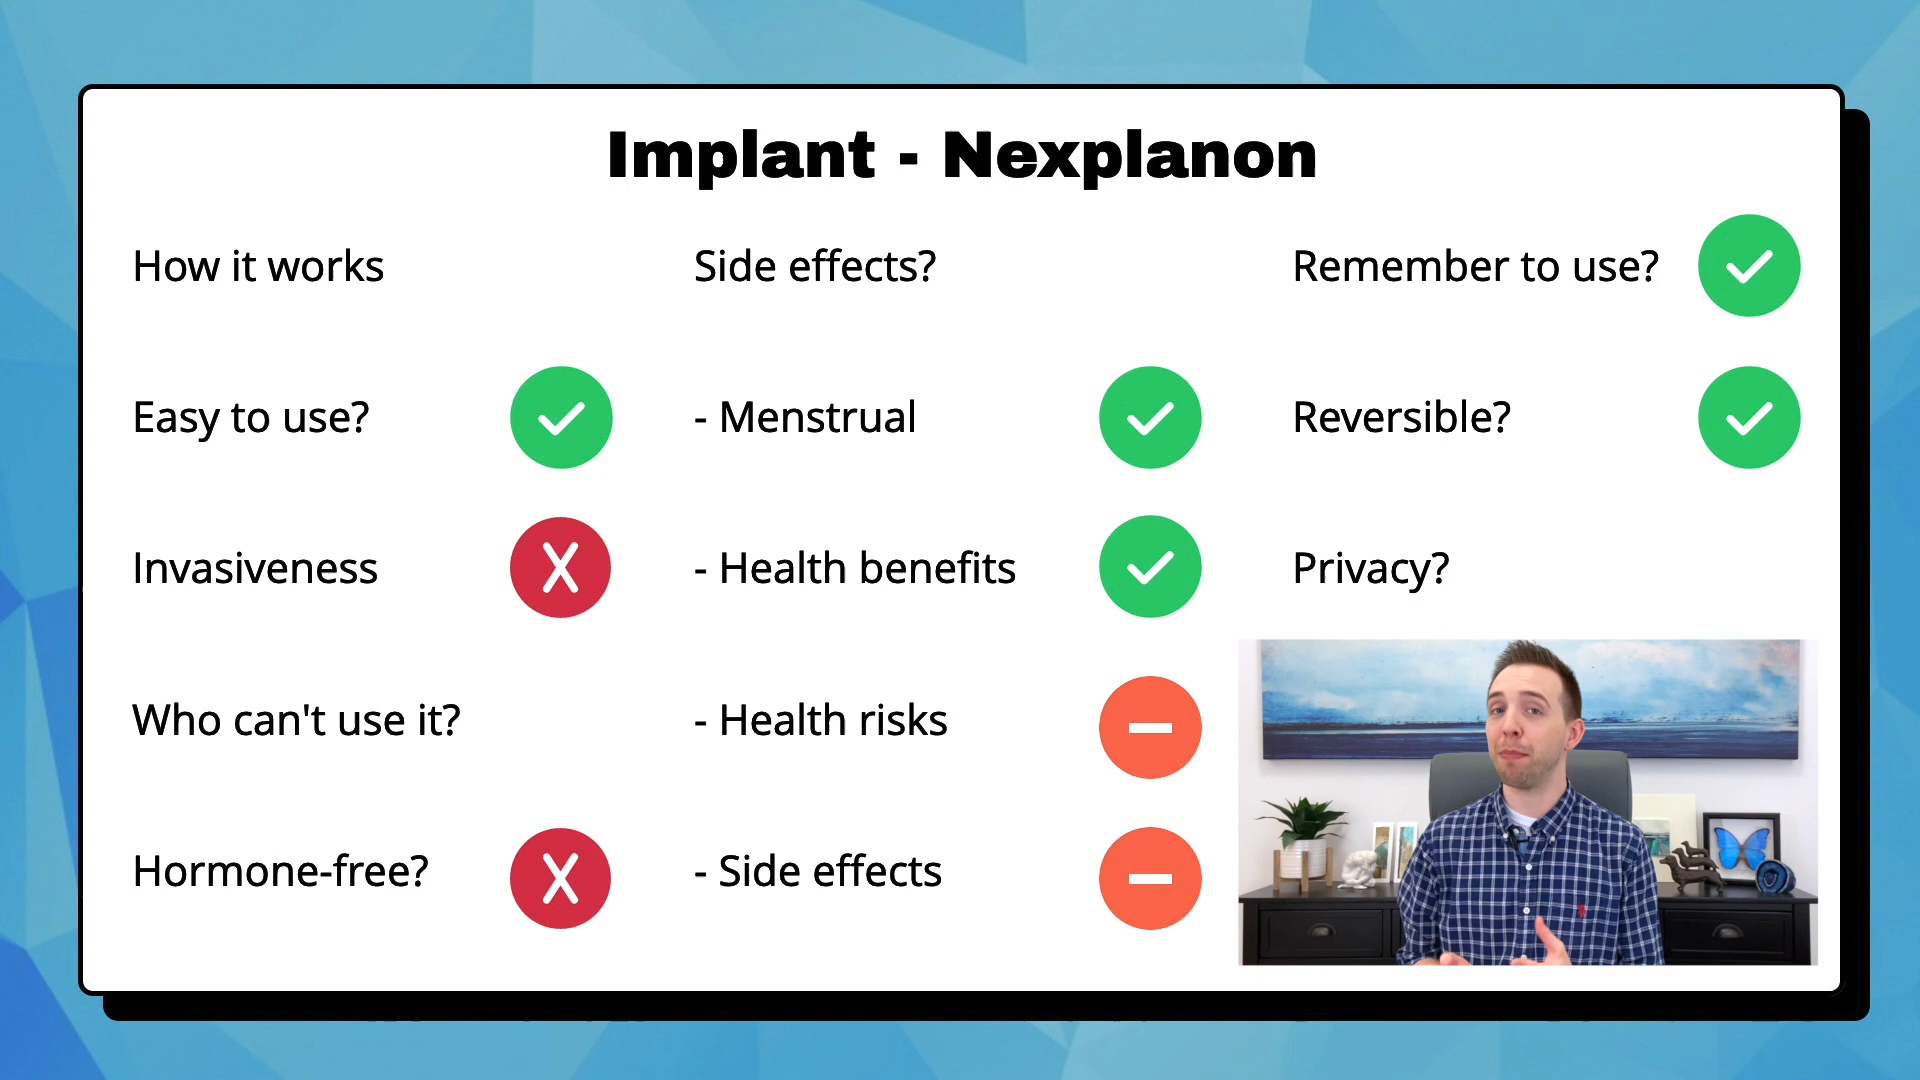 Implant - Nexplanon
How it works
Easy to use?
Invasiveness
Who can't use it?
Hormone-free?
Side effects?
- Menstrual
- Health benefits
- Health risks
- Side effects
Remember to use?
Reversible?
Privacy?